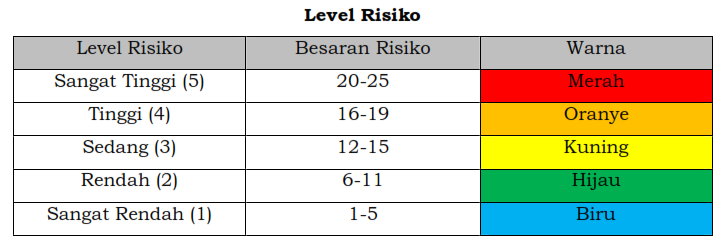 Level Risiko
Level Risiko Besaran Risiko Warna
Sangat Tinggi (5) 20-25 Merah
Tinggi (4) 16-19 Oranye
Sedang (3) 12-15 Kuning
Rendah (2) 6-11 Hijau
Sangat Rendah (1) 1-5 Biru